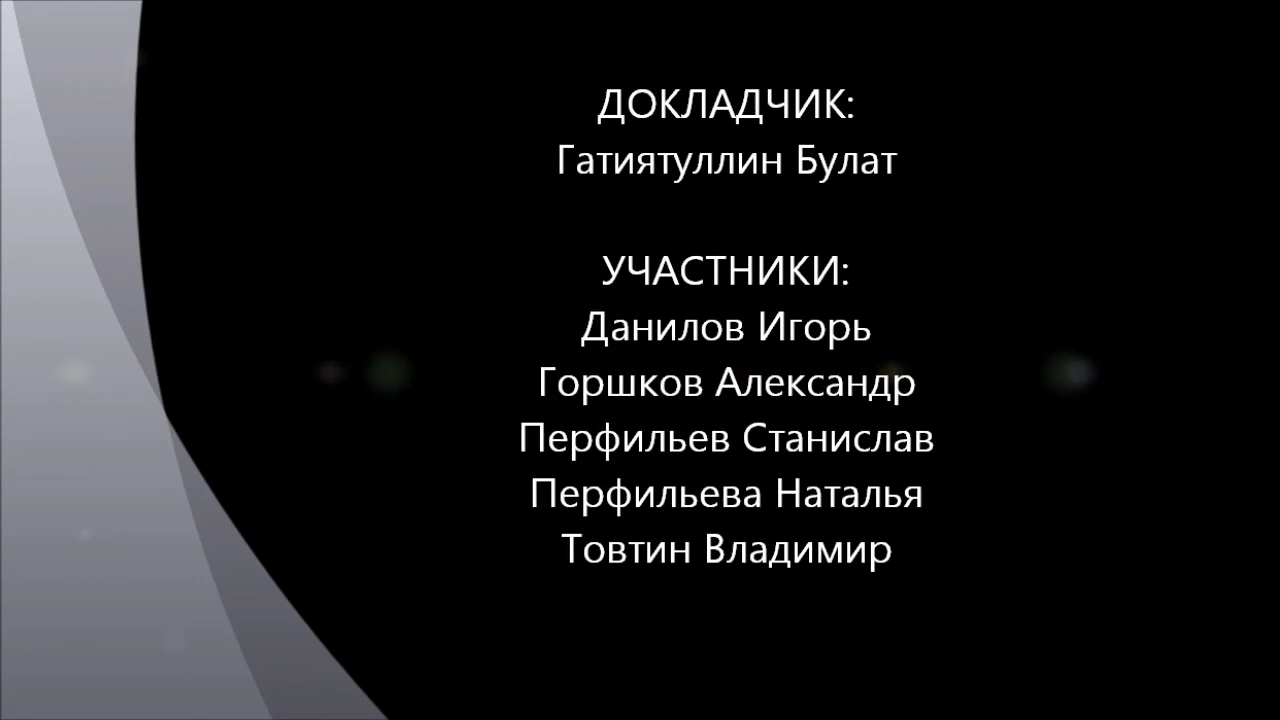 ДОКЛАДЧИК:
Гатиятуллин Булат
УЧАСТНИКИ:
Данилов Игорь
Горшков Александр
Перфильев Станислав
Перфильева Наталья
Товтин Владимир